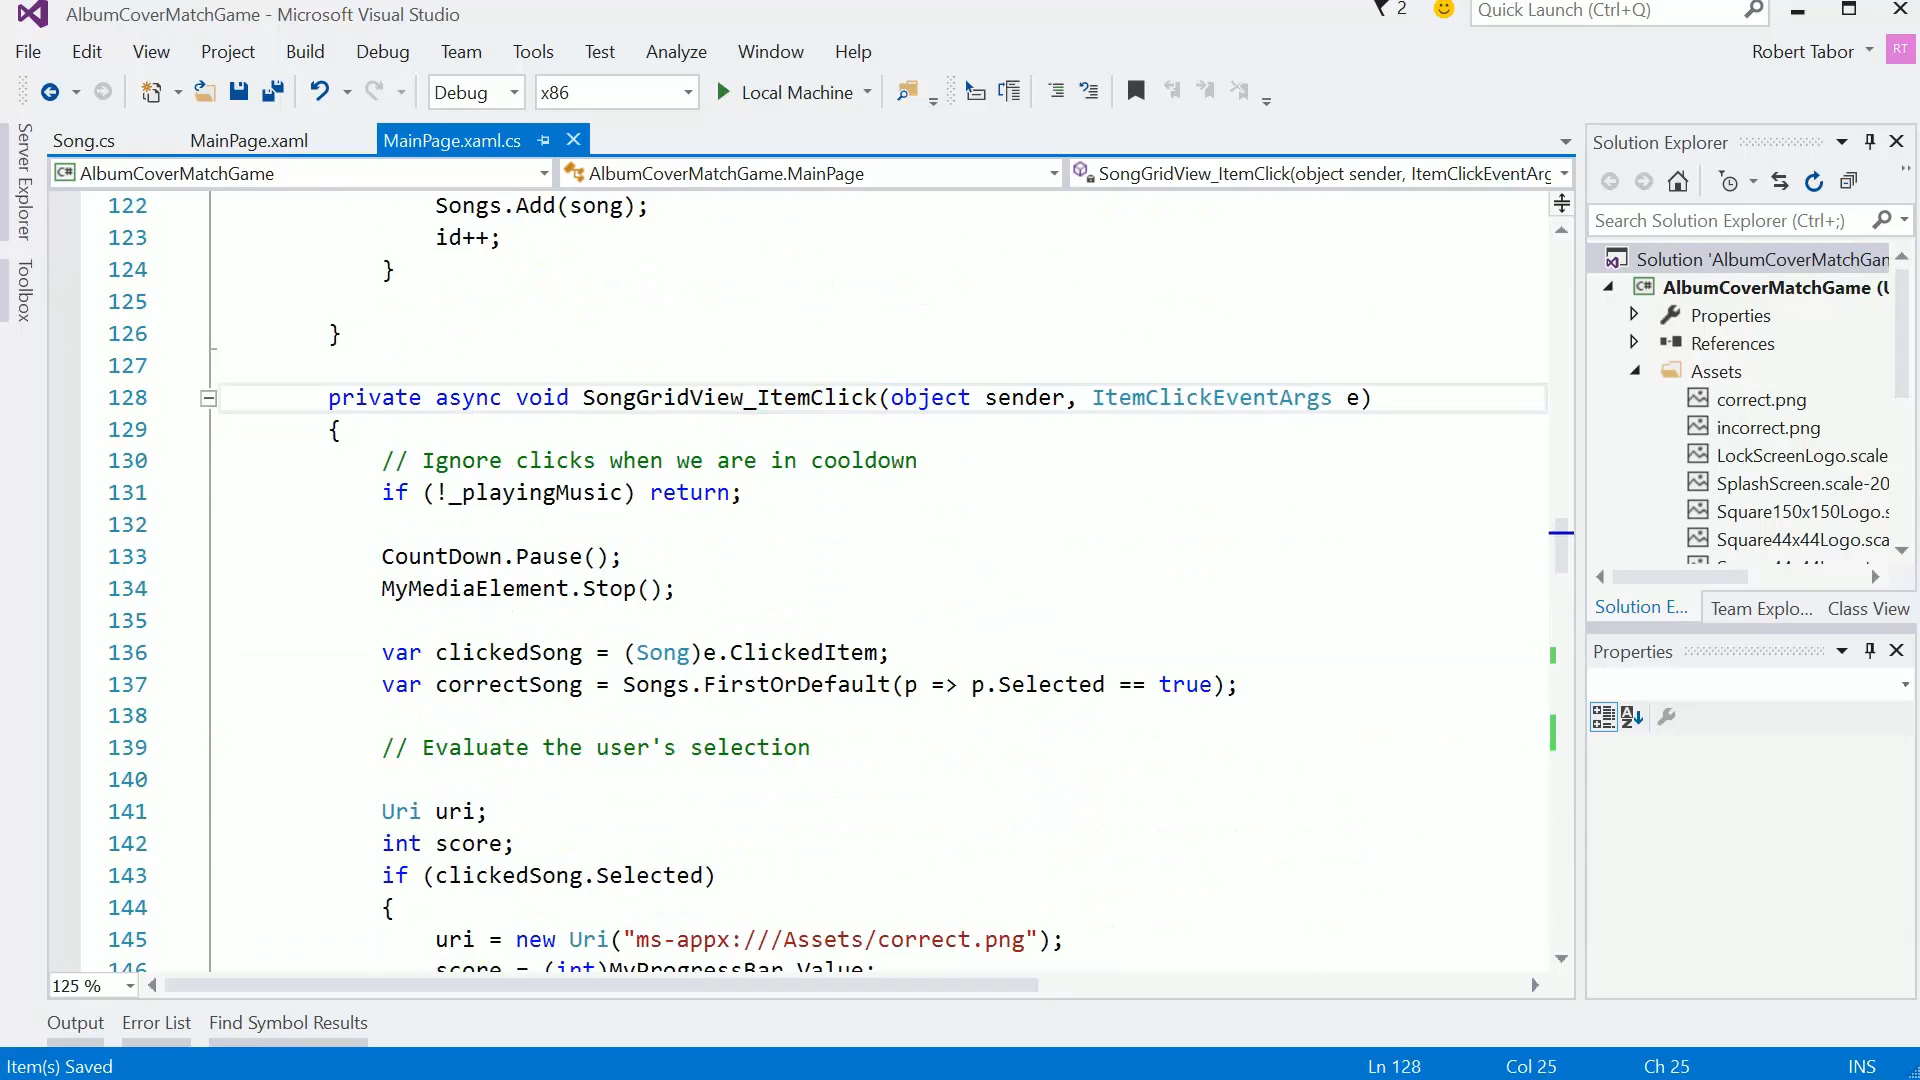 AlbumCoverMatchGame - Microsoft Visual Studio
2
Quick Launch (Ctrl+Q)
File Edit View Project Build Debug Team Tools Test Analyze Window Help
Robert Tabor RT
Debug x86 Local Machine
Server Explorer
Toolbox
Song.cs MainPage.xaml MainPage.xaml.cs
AlbumCoverMatchGame AlbumCoverMatchGame.MainPage SongGridView_ItemClick(object sender, ItemClickEventArg
122 Songs.Add(song);
123 id++;
124 }
125
126 }
127
128 private async void SongGridView_ItemClick(object sender, ItemClickEventArgs e)
129 {
130 // Ignore clicks when we are in cooldown
131 if (!_playingMusic) return;
132
133 CountDown.Pause();
134 MyMediaElement.Stop();
135
136 var clickedSong = (Song)e.ClickedItem;
137 var correctSong = Songs.FirstOrDefault(p => p.Selected == true);
138
139 // Evaluate the user's selection
140
141 Uri uri;
142 int score;
143 if (clickedSong.Selected)
144 {
145 uri = new Uri("ms-appx:///Assets/correct.png");
146 score = (int)MyProgressBar.Value;
125 %
Solution Explorer
Search Solution Explorer (Ctrl+;)
Solution 'AlbumCoverMatchGam
C# AlbumCoverMatchGame (U
Properties
References
Assets
correct.png
incorrect.png
LockScreenLogo.scale
SplashScreen.scale-20
Square150x150Logo.s
Square44x44Logo.sca
Solution E... Team Explo... Class View
Properties
Output Error List Find Symbol Results
Item(s) Saved Ln 128 Col 25 Ch 25 INS